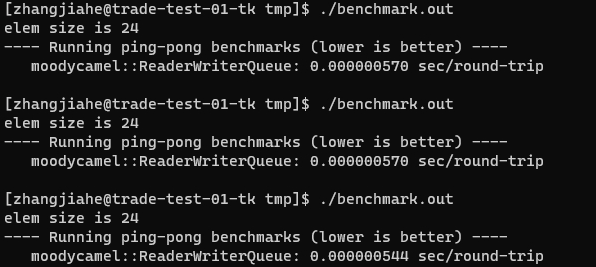 [zhangjiahe@trade-test-01-tk tmp]$ ./benchmark.out
elem size is 24
---- Running ping-pong benchmarks (lower is better) ----
   moodycamel::ReaderWriterQueue: 0.000000570 sec/round-trip

[zhangjiahe@trade-test-01-tk tmp]$ ./benchmark.out
elem size is 24
---- Running ping-pong benchmarks (lower is better) ----
   moodycamel::ReaderWriterQueue: 0.000000570 sec/round-trip

[zhangjiahe@trade-test-01-tk tmp]$ ./benchmark.out
elem size is 24
---- Running ping-pong benchmarks (lower is better) ----
   moodycamel::ReaderWriterQueue: 0.000000544 sec/round-trip